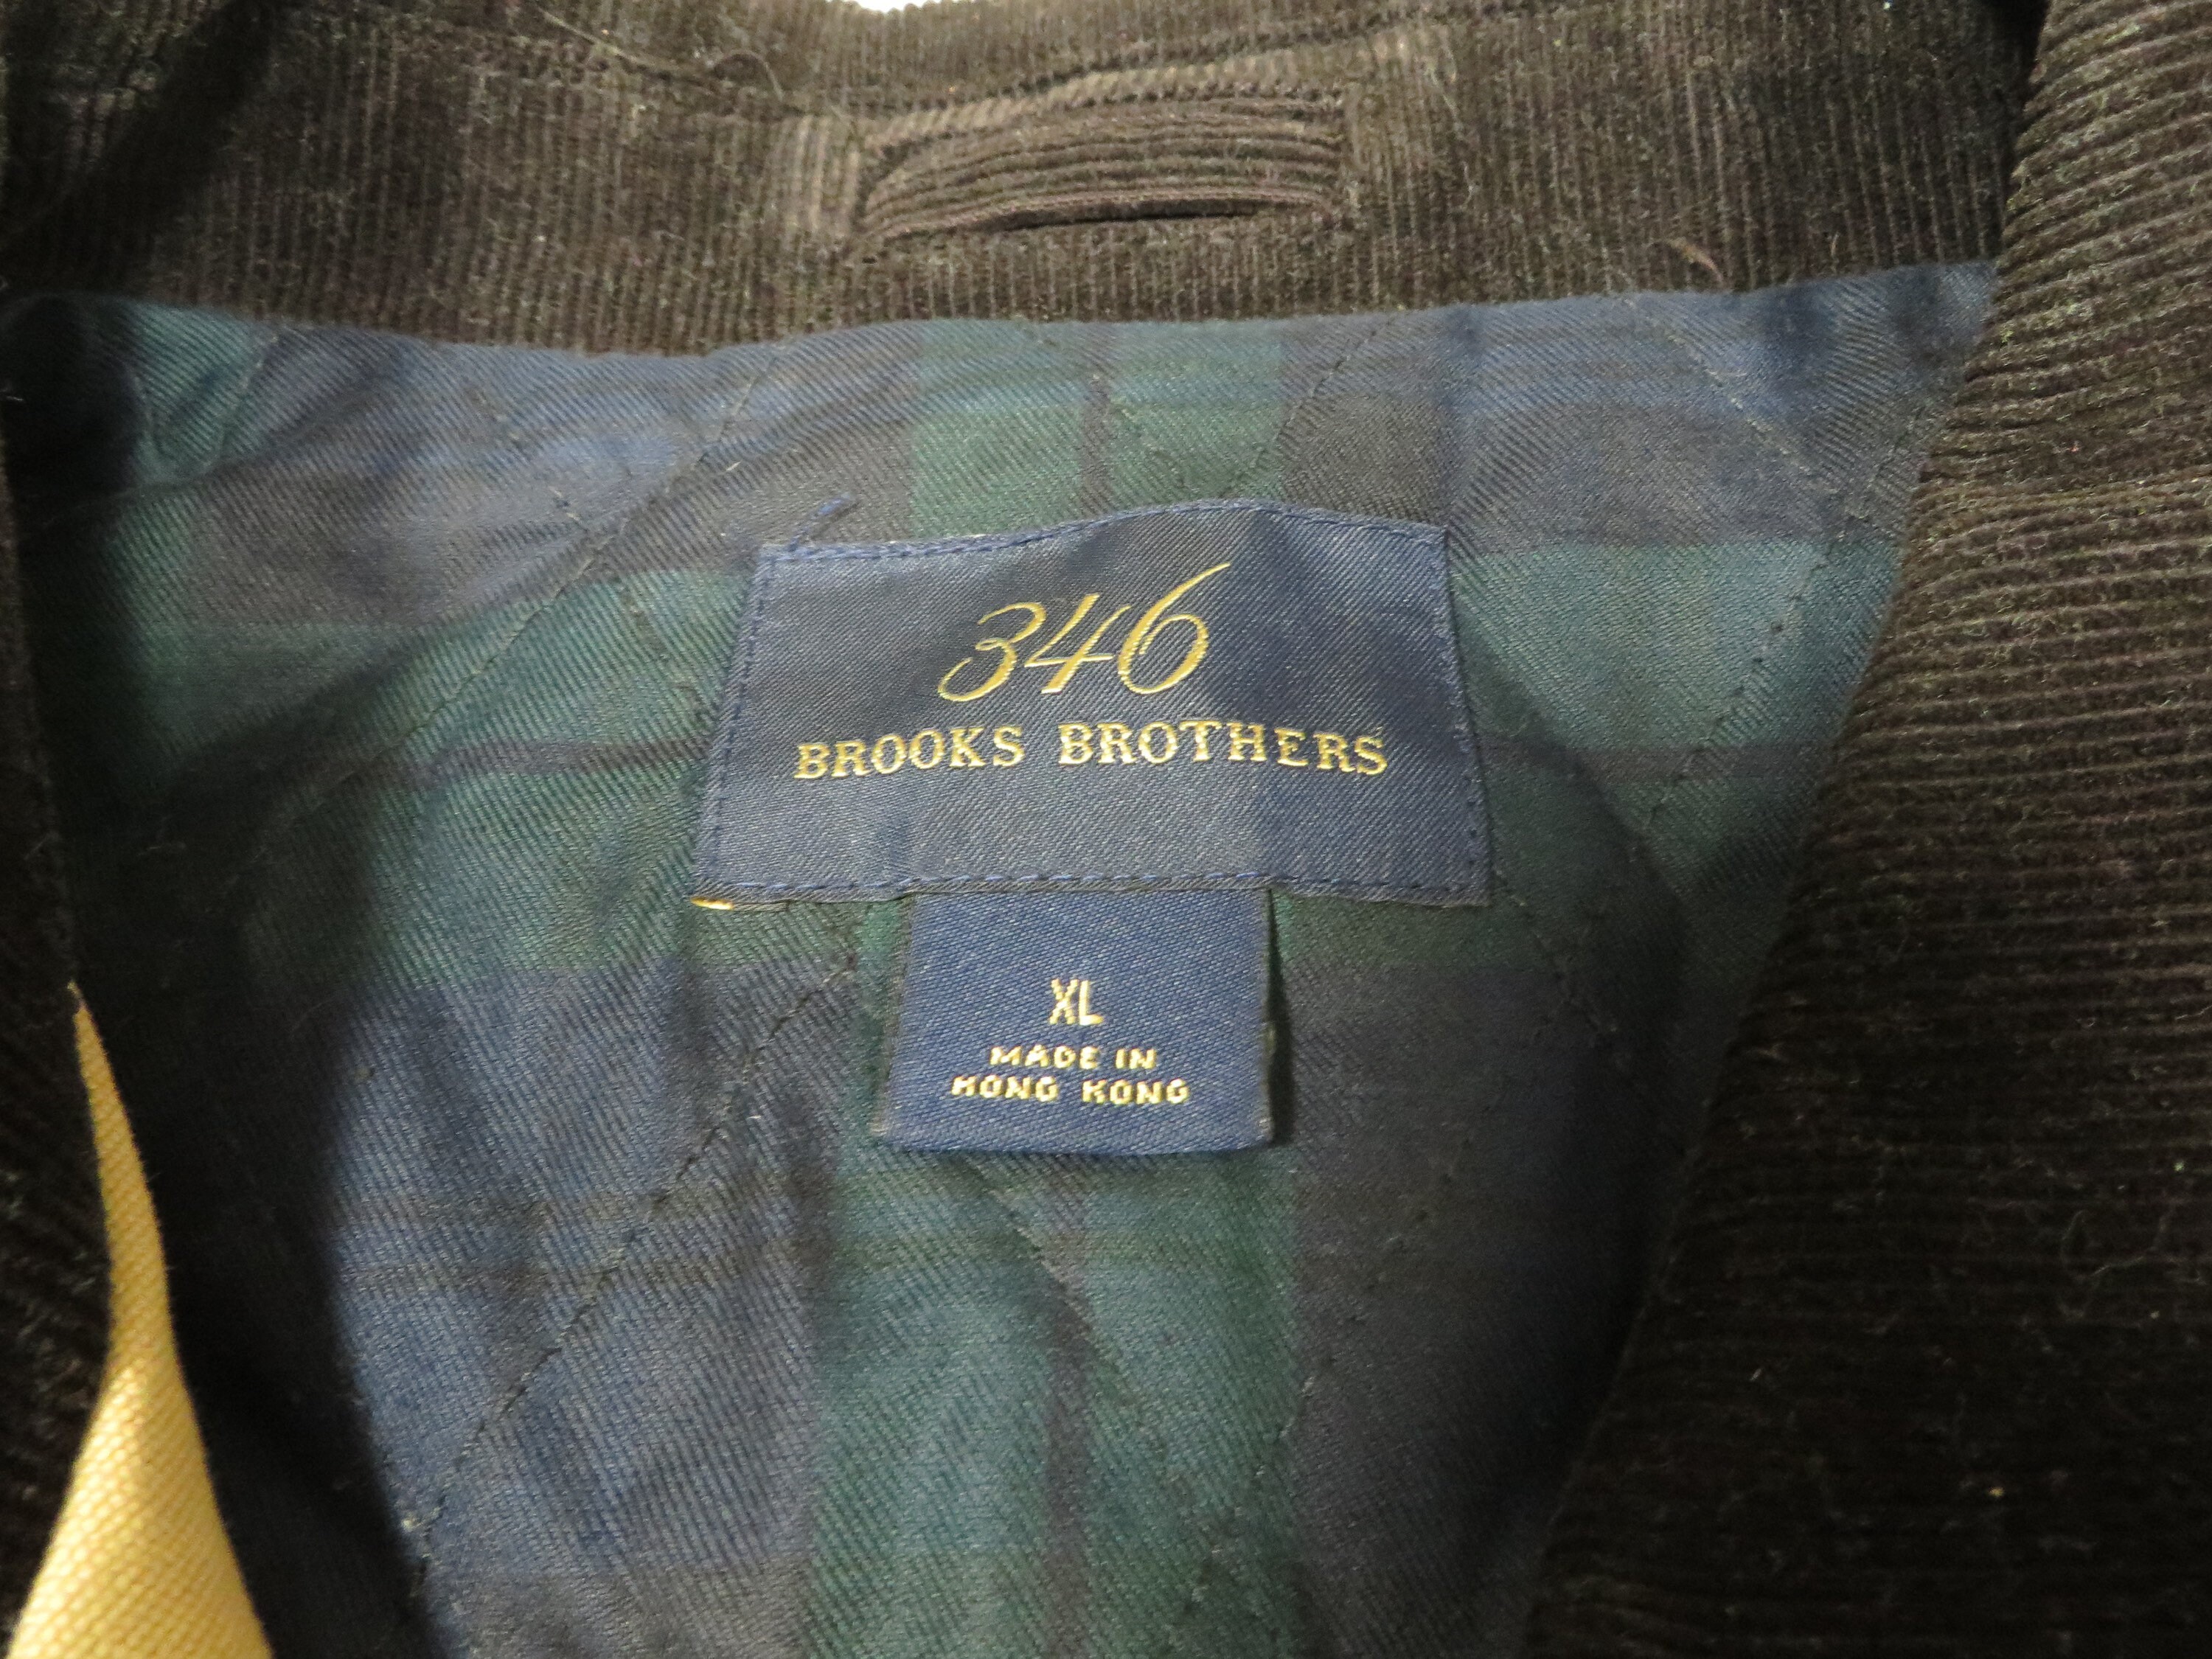 346
BROOKS BROTHERS
XL
MADE IN
HONG KONG